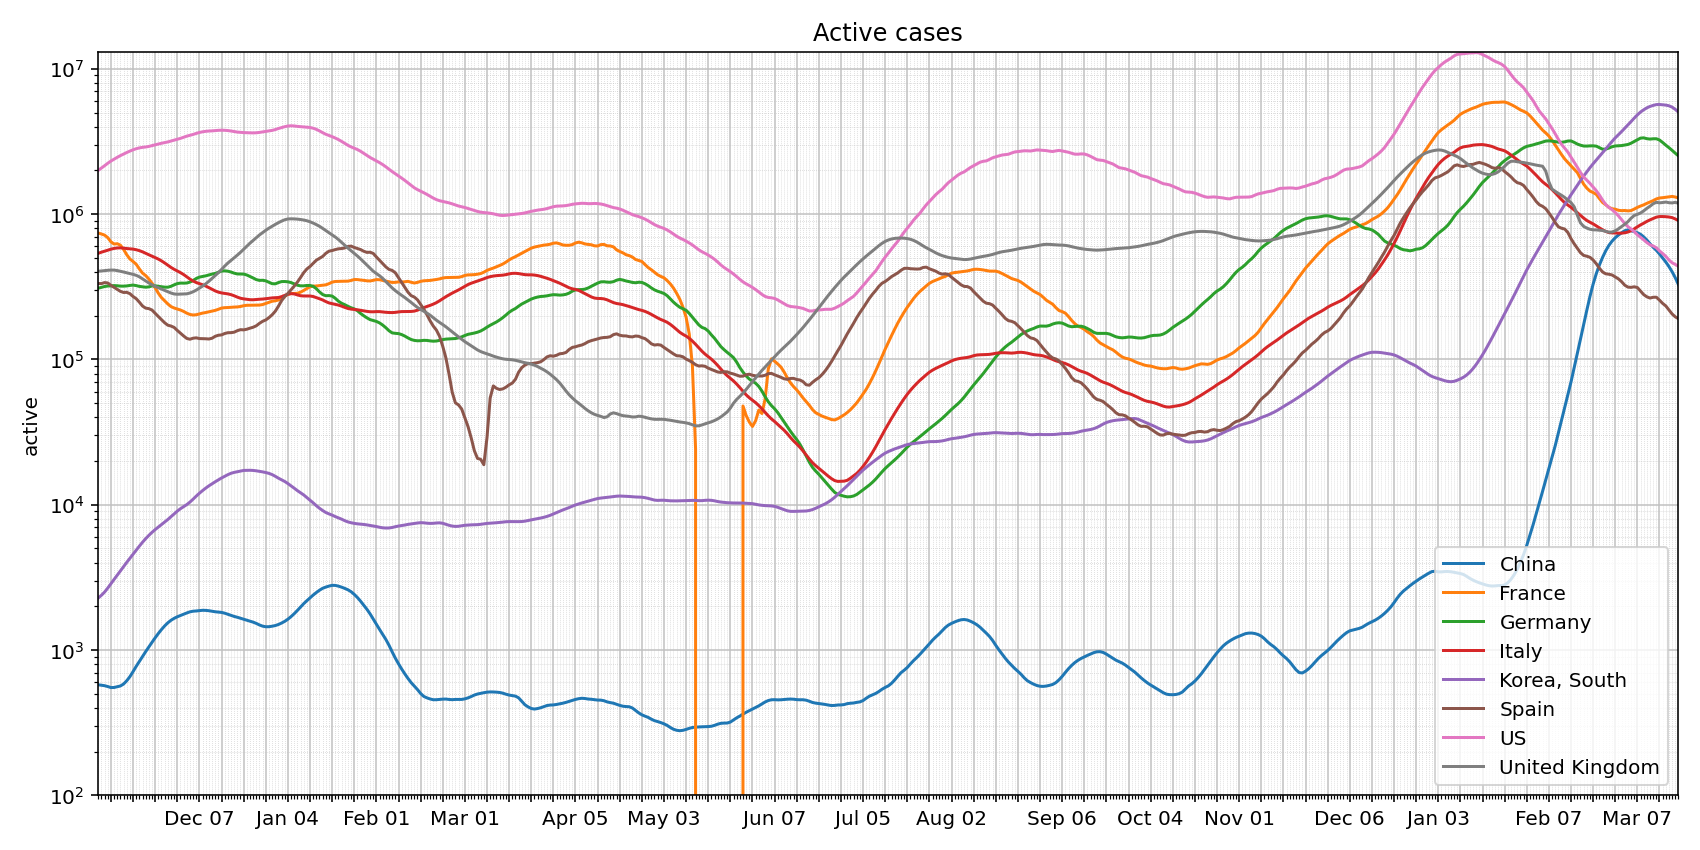 Active cases
active
10^7
10^6
10^5
10^4
10^3
10^2
Dec 07 Jan 04 Feb 01 Mar 01 Apr 05 May 03 Jun 07 Jul 05 Aug 02 Sep 06 Oct 04 Nov 01 Dec 06 Jan 03 Feb 07 Mar 07
China
France
Germany
Italy
Korea, South
Spain
US
United Kingdom